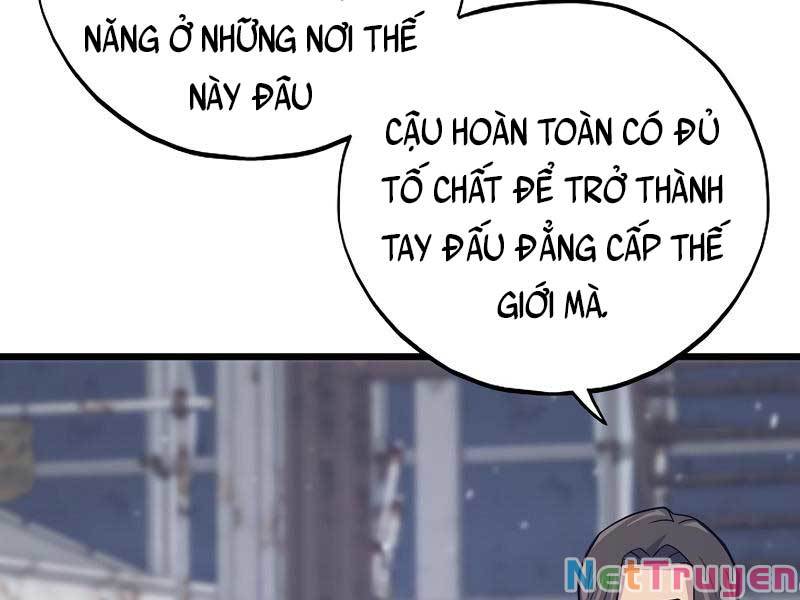 NĂNG Ở NHỮNG NƠI THẾ
NÀY ĐÂU
CẬU HOÀN TOÀN CÓ ĐỦ
TỐ CHẤT ĐỂ TRỞ THÀNH
TAY ĐẤU ĐẲNG CẤP THẾ
GIỚI MÀ.
NetTruyen